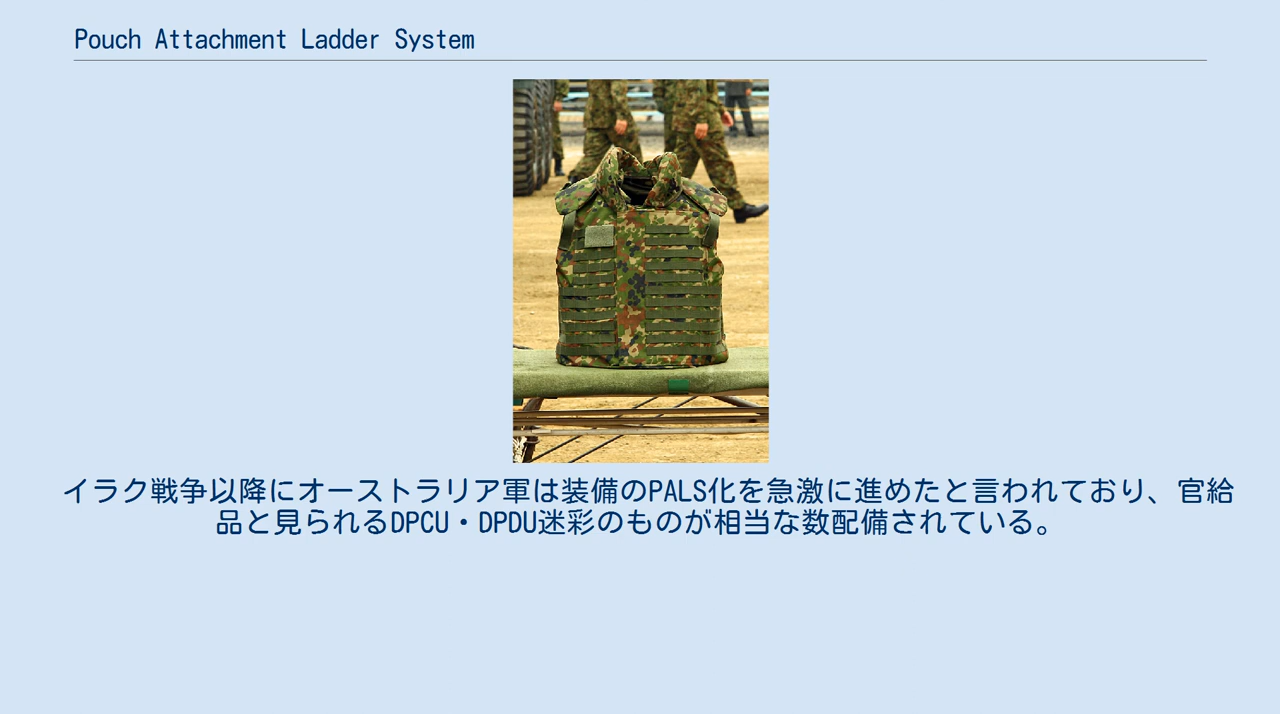 Pouch Attachment Ladder System
イラク戦争以降にオーストラリア軍は装備のPALS化を急激に進めたと言われており、官給
品と見られるDPCU・DPDU迷彩のものが相当な数配備されている。